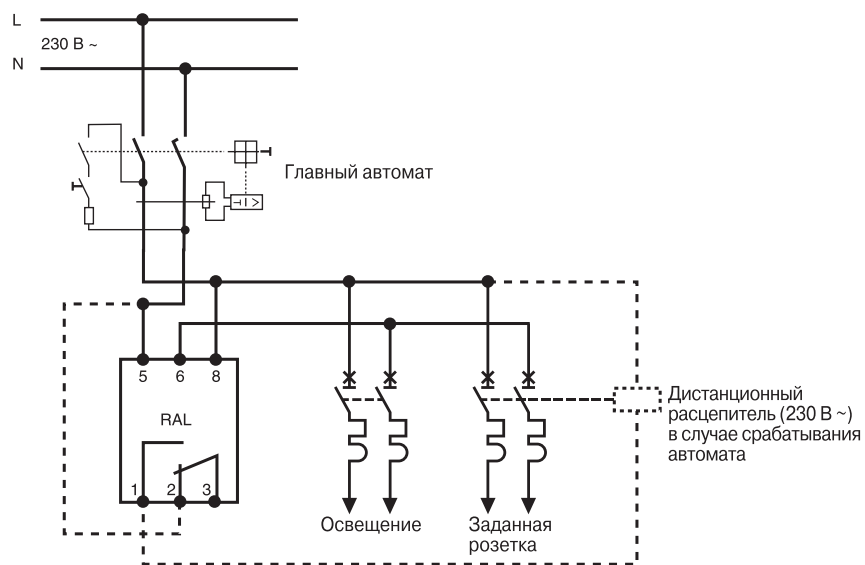 L
230 В ~
N
Главный автомат
5 6 8
RAL
1 2 3
Дистанционный
расцепитель (230 В ~)
в случае срабатывания
автомата
Освещение
Заданная
розетка